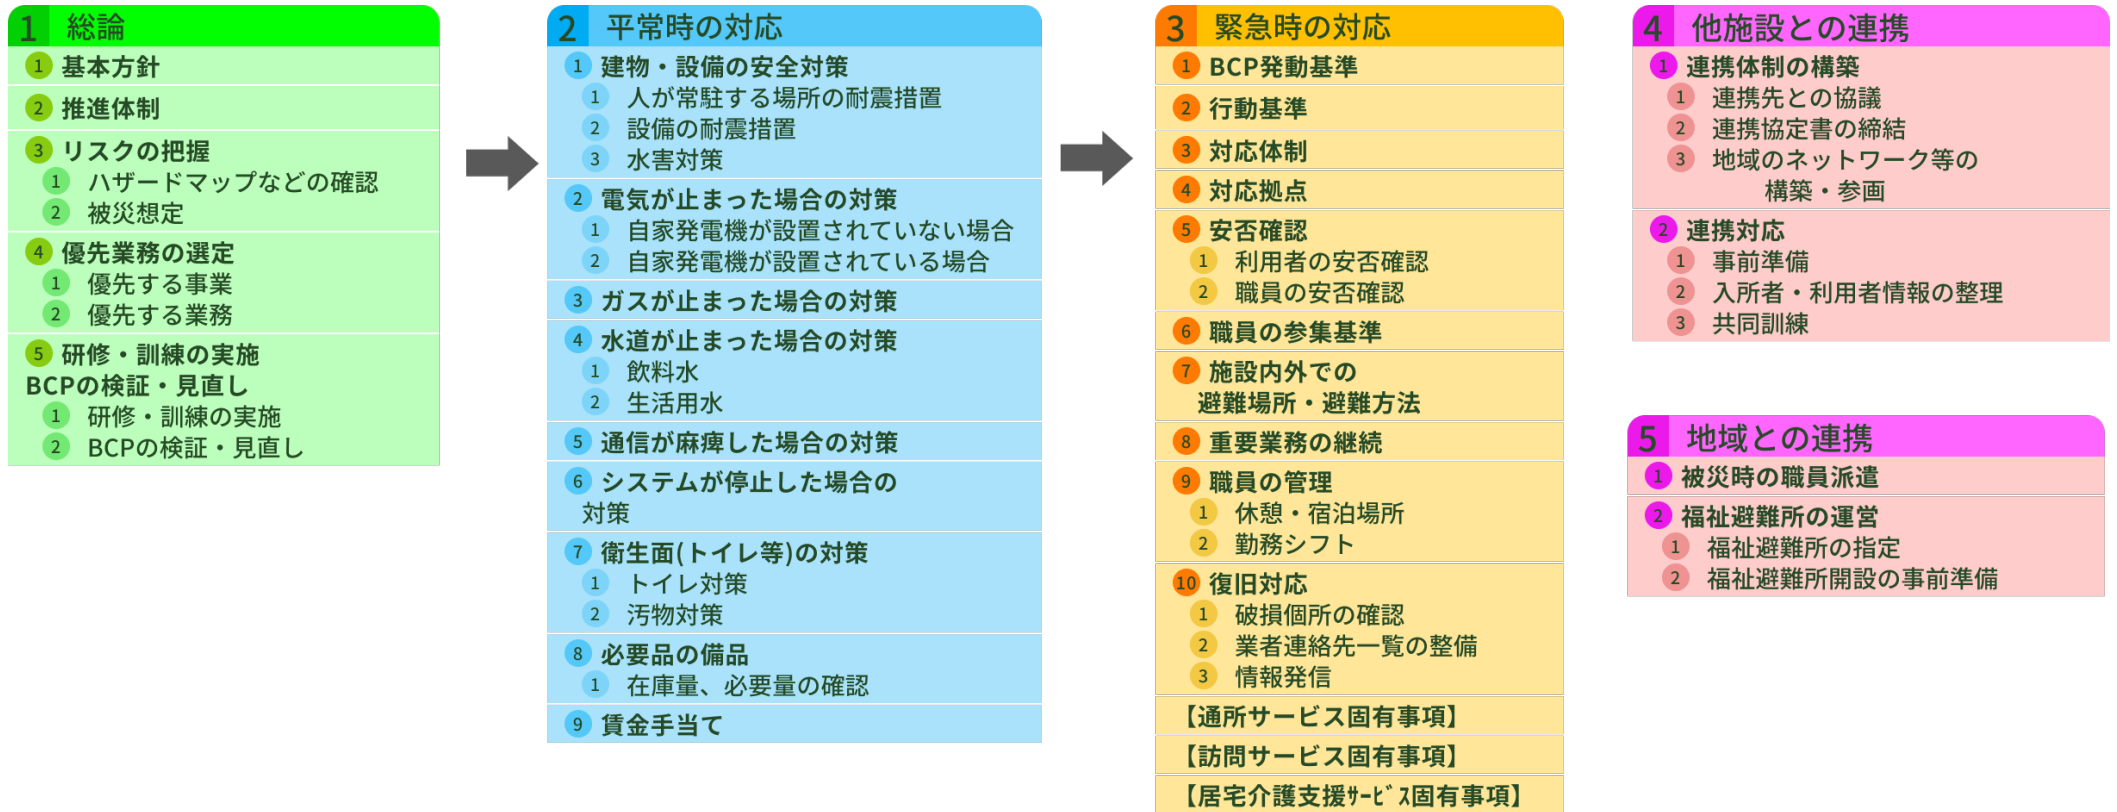 1 総論
1 基本方針
2 推進体制
3 リスクの把握
1 ハザードマップなどの確認
2 被災想定
4 優先業務の選定
1 優先する事業
2 優先する業務
5 研修・訓練の実施
BCPの検証・見直し
1 研修・訓練の実施
2 BCPの検証・見直し
2 平常時の対応
1 建物・設備の安全対策
1 人が常駐する場所の耐震措置
2 設備の耐震措置
3 水害対策
2 電気が止まった場合の対策
1 自家発電機が設置されていない場合
2 自家発電機が設置されている場合
3 ガスが止まった場合の対策
4 水道が止まった場合の対策
1 飲料水
2 生活用水
5 通信が麻痺した場合の対策
6 システムが停止した場合の
対策
7 衛生面(トイレ等)の対策
1 トイレ対策
2 汚物対策
8 必要品の備品
1 在庫量、必要量の確認
9 賃金手当て
3 緊急時の対応
1 BCP発動基準
2 行動基準
3 対応体制
4 対応拠点
5 安否確認
1 利用者の安否確認
2 職員の安否確認
6 職員の参集基準
7 施設内外での
避難場所・避難方法
8 重要業務の継続
9 職員の管理
1 休憩・宿泊場所
2 勤務シフト
10 復旧対応
1 破損個所の確認
2 業者連絡先一覧の整備
3 情報発信
【通所サービス固有事項】
【訪問サービス固有事項】
【居宅介護支援ｻｰﾋﾞｽ固有事項】
4 他施設との連携
1 連携体制の構築
1 連携先との協議
2 連携協定書の締結
3 地域のネットワーク等の
構築・参画
2 連携対応
1 事前準備
2 入所者・利用者情報の整理
3 共同訓練
5 地域との連携
1 被災時の職員派遣
2 福祉避難所の運営
1 福祉避難所の指定
2 福祉避難所開設の事前準備